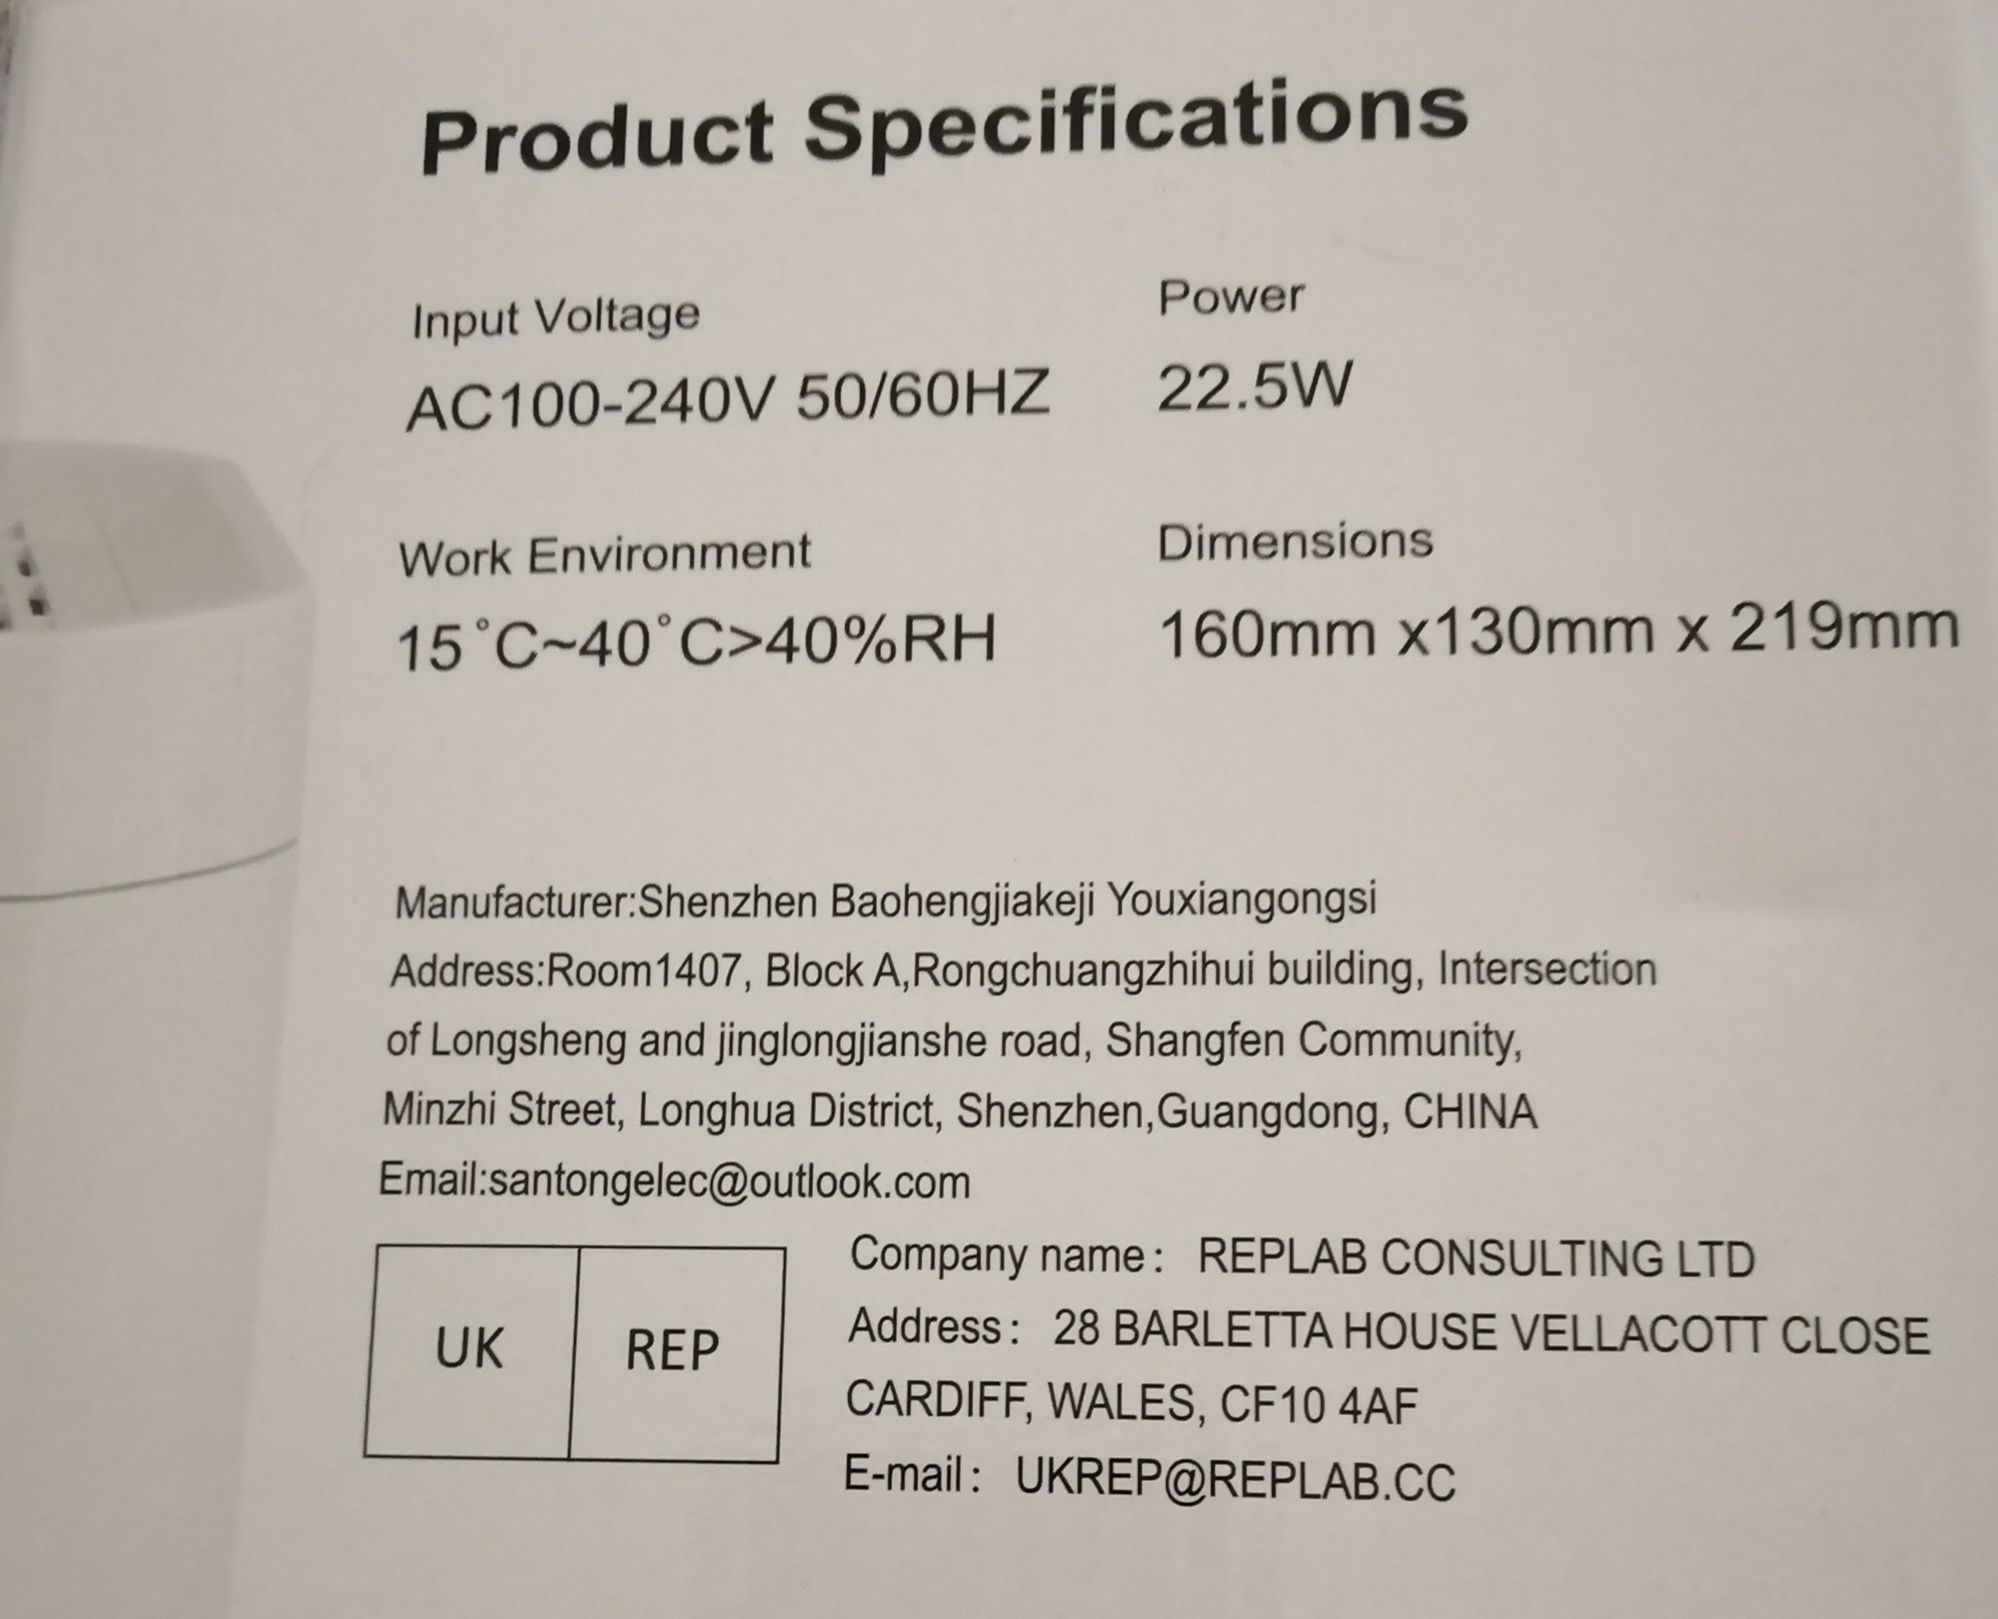 Product Specifications
Input Voltage
AC100-240V 50/60HZ
Power
22.5W
Work Environment
15°C~40°C>40%RH
Dimensions
160mm x130mm x 219mm
Manufacturer:Shenzhen Baohengjiakeji Youxiangongsi
Address:Room1407, Block A,Rongchuangzhihui building, Intersection
of Longsheng and jinglongjianshe road, Shangfen Community,
Minzhi Street, Longhua District, Shenzhen,Guangdong, CHINA
Email:santongelec@outlook.com
UK REP
Company name: REPLAB CONSULTING LTD
Address: 28 BARLETTA HOUSE VELLACOTT CLOSE
CARDIFF, WALES, CF10 4AF
E-mail: UKREP@REPLAB.CC